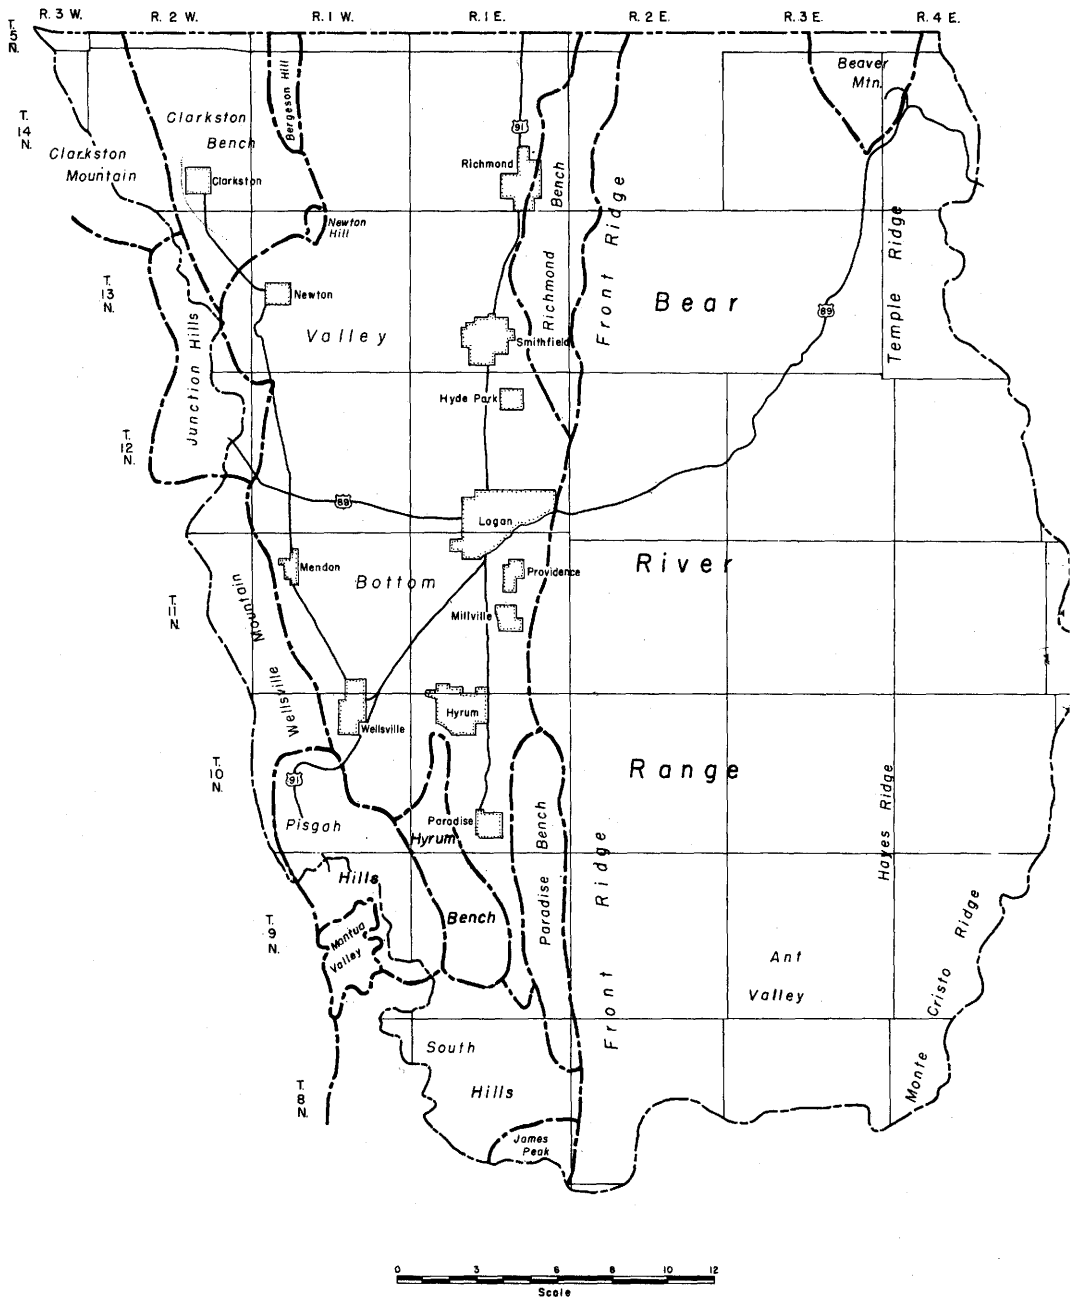 R. 3 W. R. 2 W. R. 1 W. R. 1 E. R. 2 E. R. 3 E. R. 4 E.
T.
15
N.
Beaver
Mtn.
Bergeson Hill
T.
14
N.
Clarkston
Bench
91
Clarkston
Mountain
Richmond
Clarkston
Richmond Bench
Front Ridge
Temple Ridge
Newton
Hill
T.
13
N.
Newton
Bear
89
Valley
Smithfield
Junction Hills
Hyde Park
T.
12
N.
89
Logan
Mendon
Bottom
Providence
River
T.
11
N.
Millville
Wellsville Mountain
Hyrum
Wellsville
T.
10
N.
91
Range
Pisgah
Hills
Paradise
Hyrum
Bench
Paradise Bench
Front Ridge
Hayes Ridge
T.
9
N.
Mantua
Valley
Ant
Valley
Monte Cristo Ridge
South
Hills
T.
8
N.
James
Peak
0 3 6 8 10 12
Scale